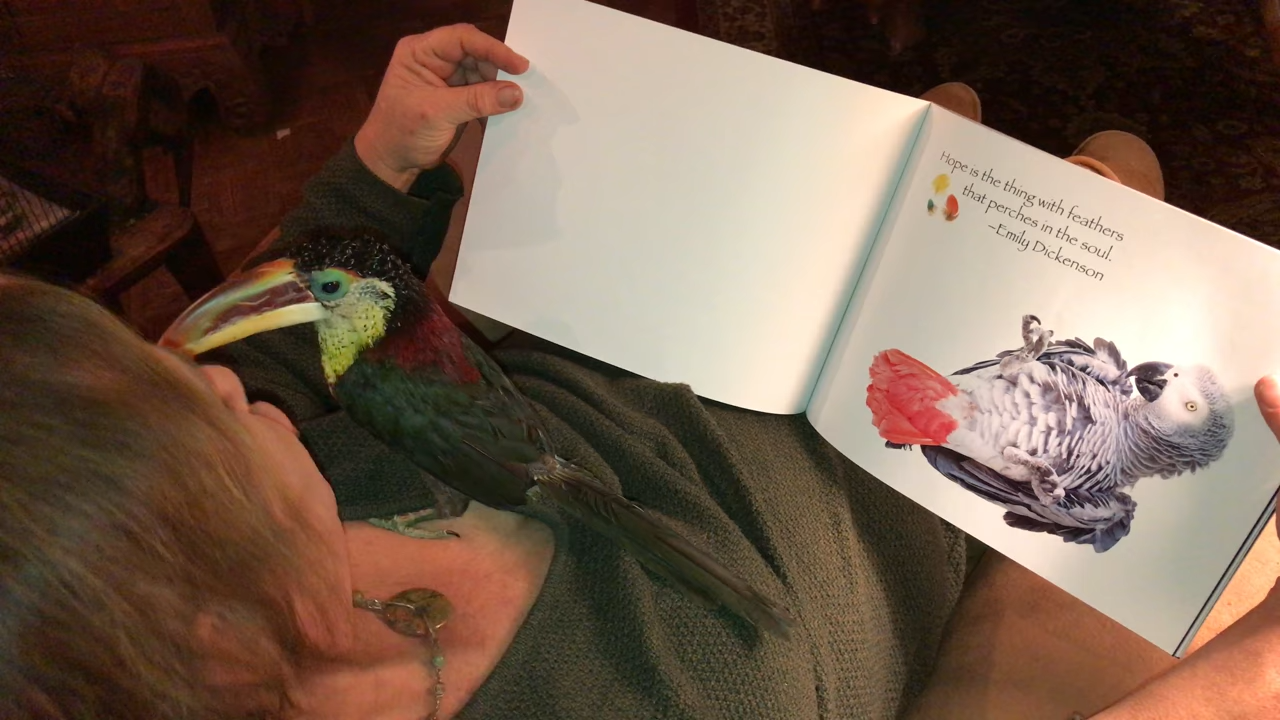 Hope is the thing with feathers
that perches in the soul.
–Emily Dickenson